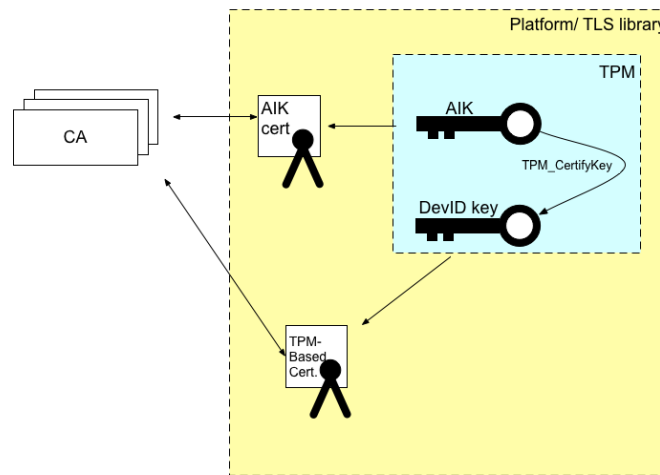 Platform/ TLS library
TPM
AIK
cert
AIK
CA
TPM_CertifyKey
DevID key
TPM-
Based
Cert.